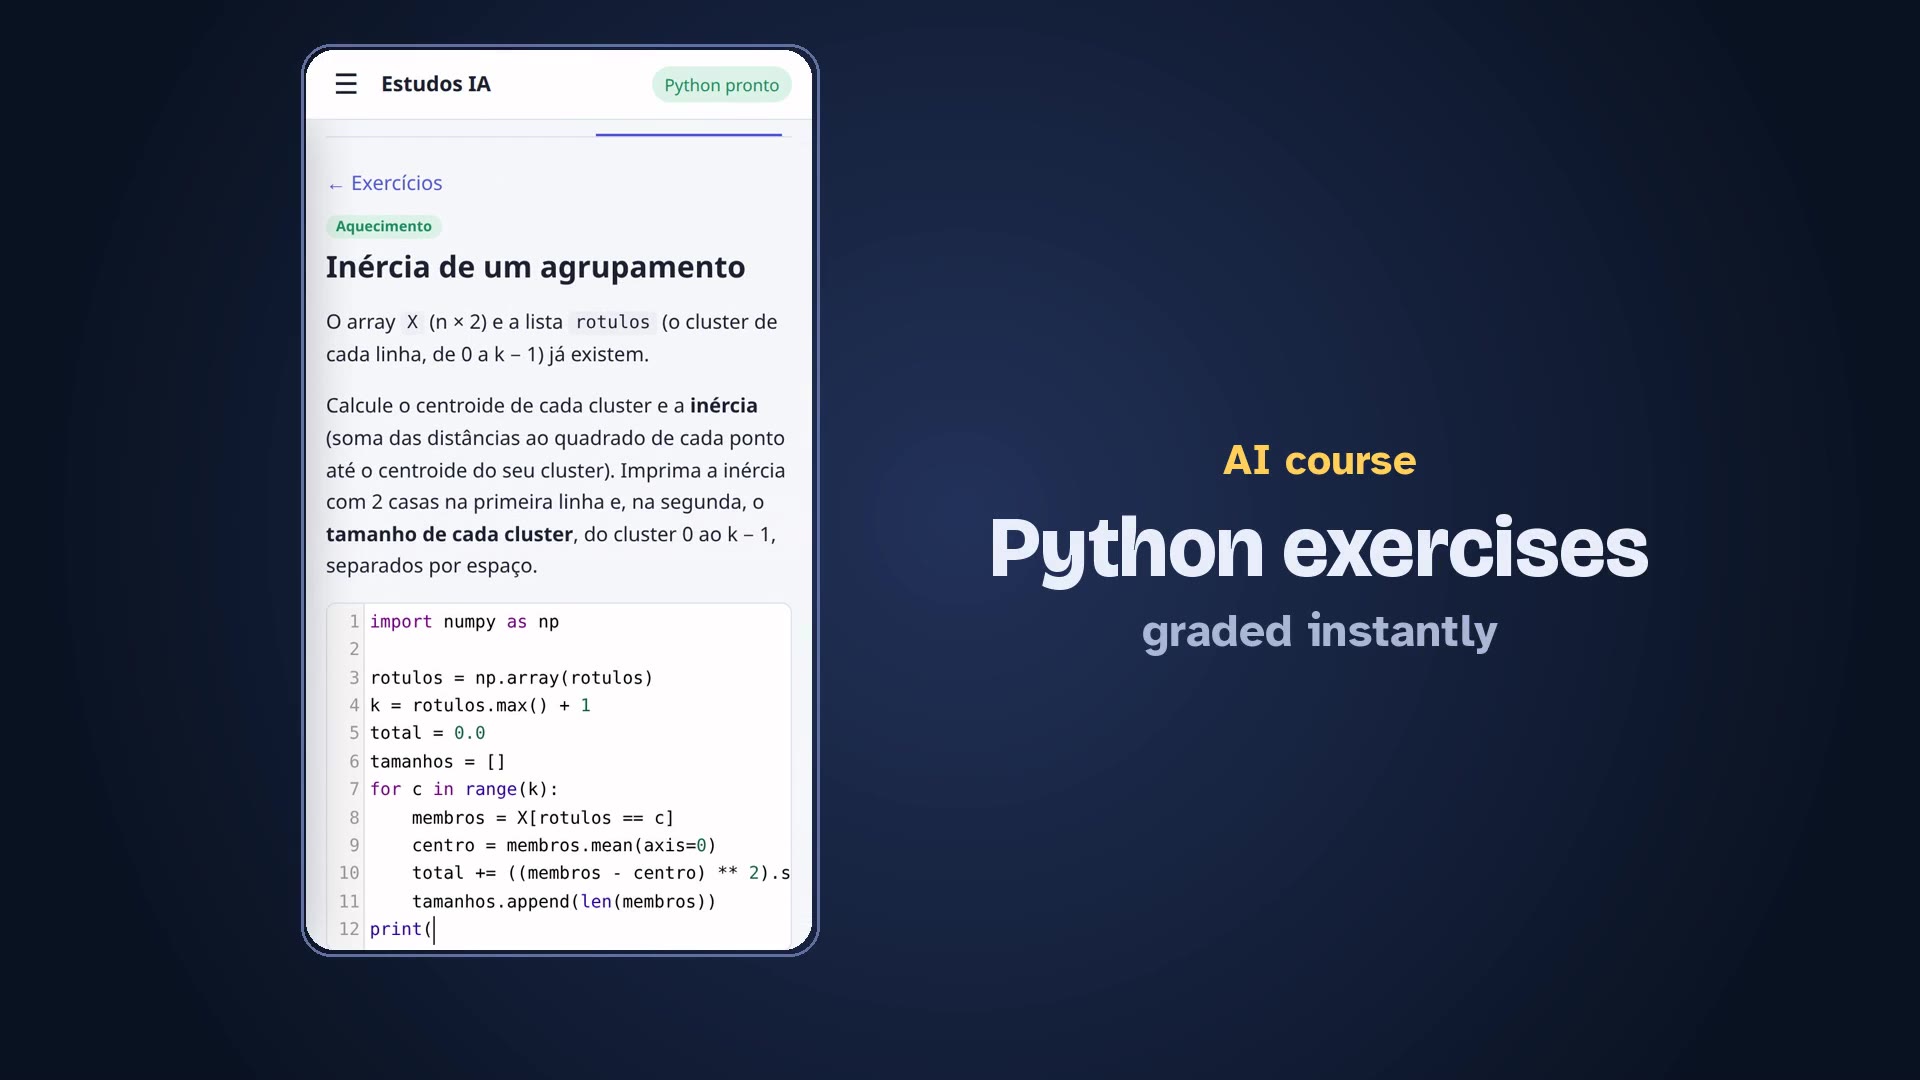 ☰ Estudos IA Python pronto
← Exercícios
Aquecimento
Inércia de um agrupamento
O array X (n × 2) e a lista rotulos (o cluster de
cada linha, de 0 a k − 1) já existem.
Calcule o centroide de cada cluster e a inércia
(soma das distâncias ao quadrado de cada ponto
até o centroide do seu cluster). Imprima a inércia
com 2 casas na primeira linha e, na segunda, o
tamanho de cada cluster, do cluster 0 ao k − 1,
separados por espaço.
1 import numpy as np
2
3 rotulos = np.array(rotulos)
4 k = rotulos.max() + 1
5 total = 0.0
6 tamanhos = []
7 for c in range(k):
8     membros = X[rotulos == c]
9     centro = membros.mean(axis=0)
10     total += ((membros - centro) ** 2).s
11     tamanhos.append(len(membros))
12 print(
AI course
Python exercises
graded instantly